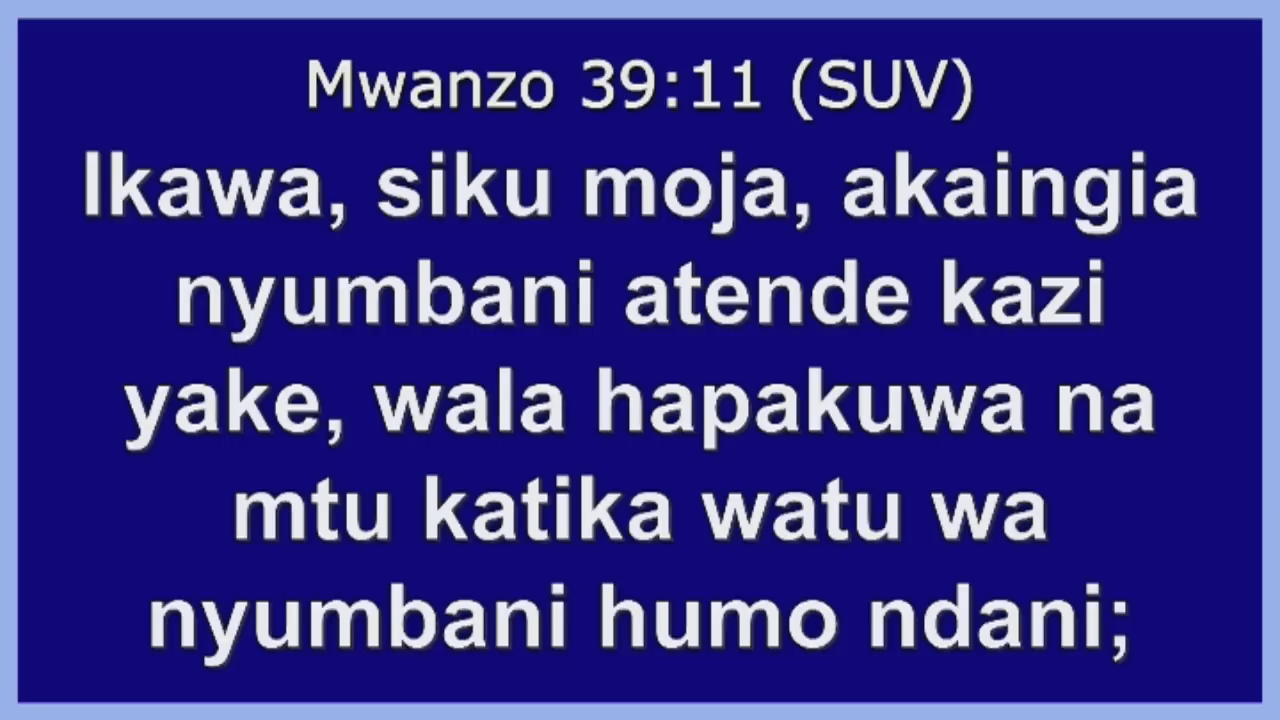 Mwanzo 39:11 (SUV)
Ikawa, siku moja, akaingia
nyumbani atende kazi
yake, wala hapakuwa na
mtu katika watu wa
nyumbani humo ndani;